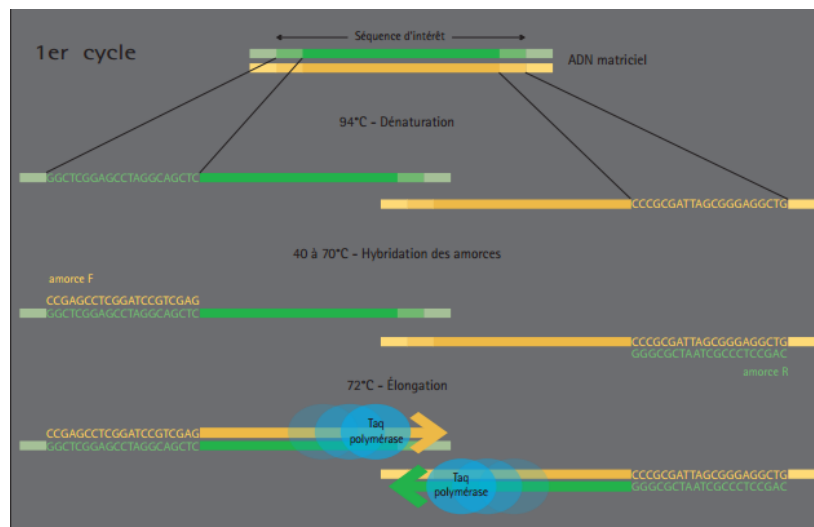 Séquence d'intérêt
1er cycle
ADN matriciel
94°C - Dénaturation
GGCTCGGAGCCTAGGCAGCTC
CCCGCGATTAGCGGGAGGCTG
40 à 70°C - Hybridation des amorces
amorce F
CCGAGCCTCGGATCCGTCGAG
GGCTCGGAGCCTAGGCAGCTC
CCCGCGATTAGCGGGAGGCTG
GGGCGCTAATCGCCCTCCGAC
amorce R
72°C - Élongation
Taq
polymérase
CCGAGCCTCGGATCCGTCGAG
GGCTCGGAGCCTAGGCAGCTC
Taq
polymérase
CCCGCGATTAGCGGGAGGCTG
GGGCGCTAATCGCCCTCCGAC